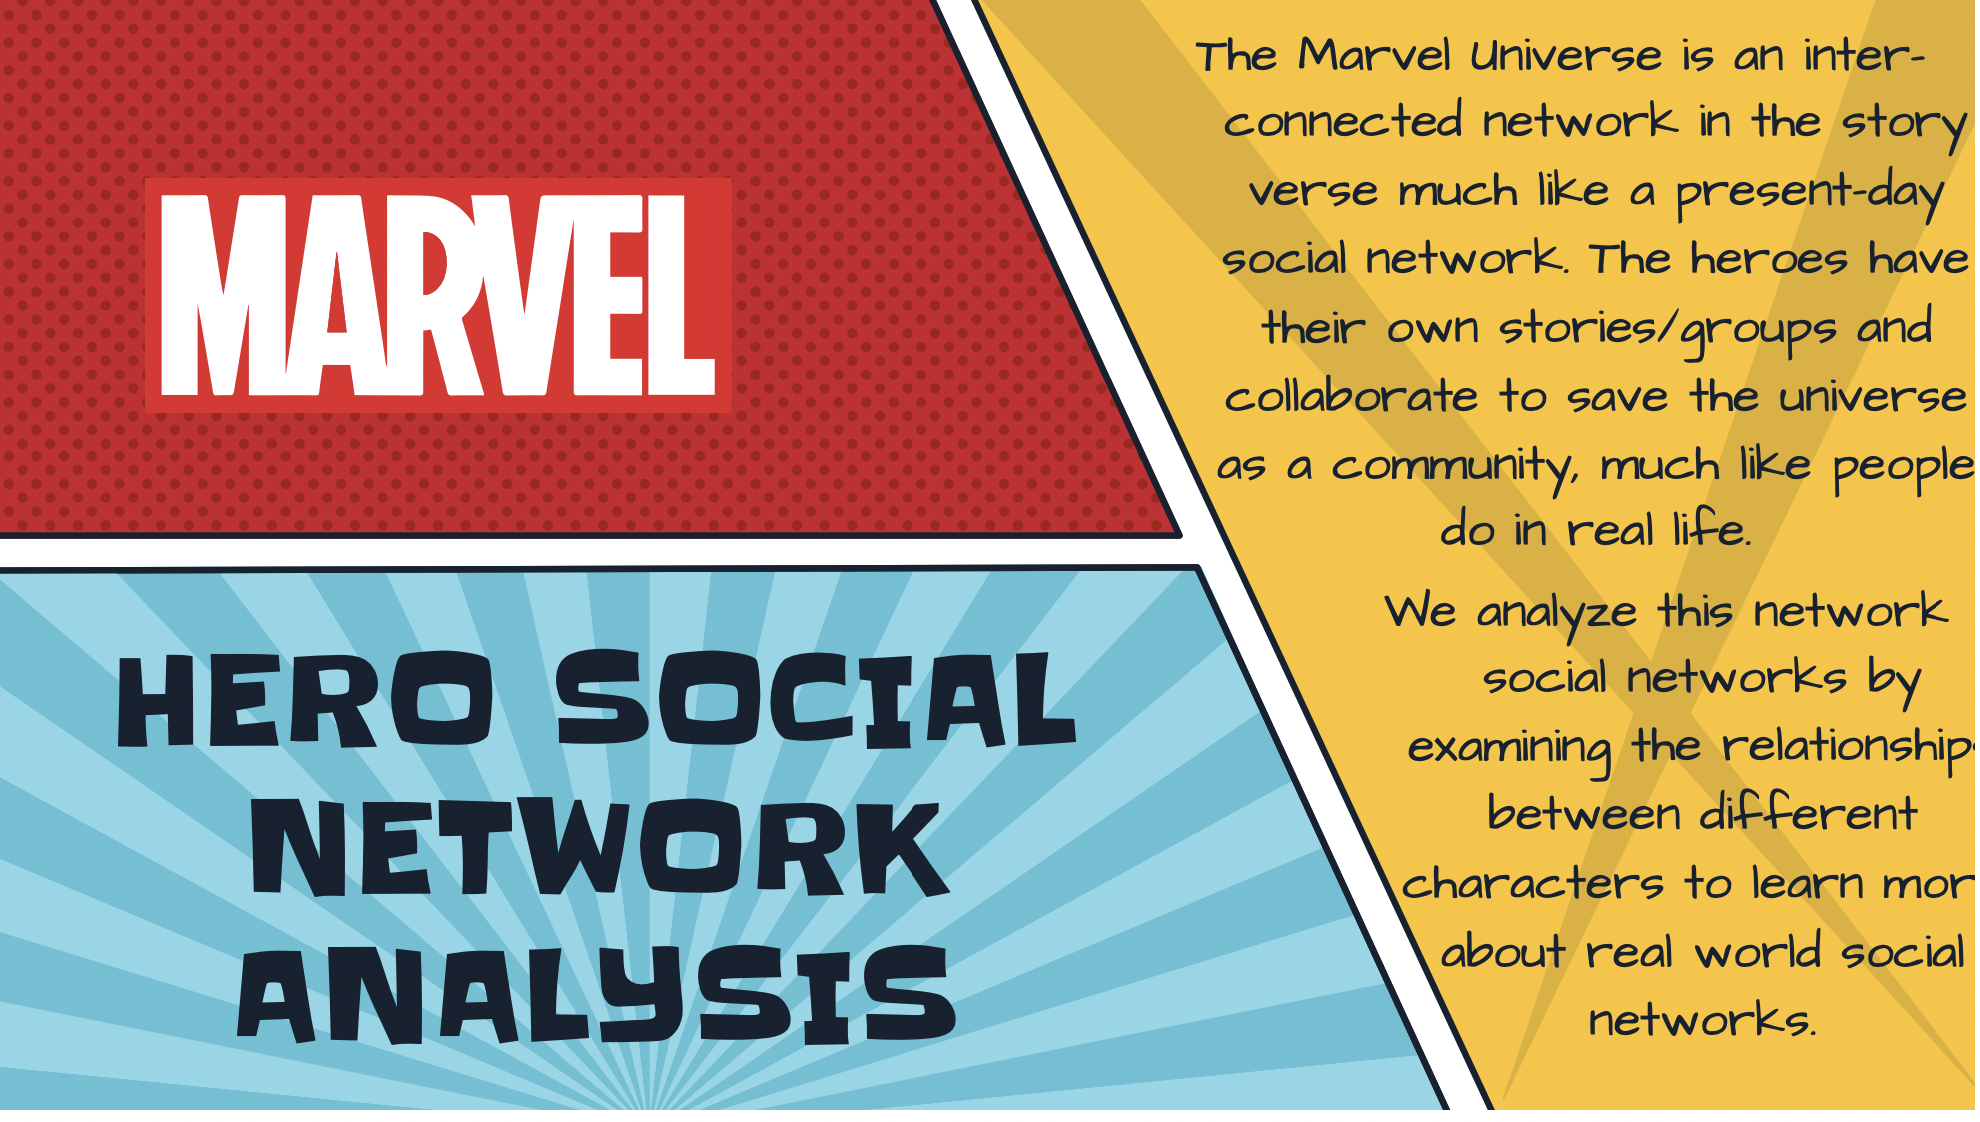 MARVEL
HERO SOCIAL
NETWORK
ANALYSIS
The Marvel Universe is an inter-
connected network in the story
verse much like a present-day
social network. The heroes have
their own stories/groups and
collaborate to save the universe
as a community, much like people
do in real life.
We analyze this network
social networks by
examining the relationships
between different
characters to learn mor
about real world social
networks.